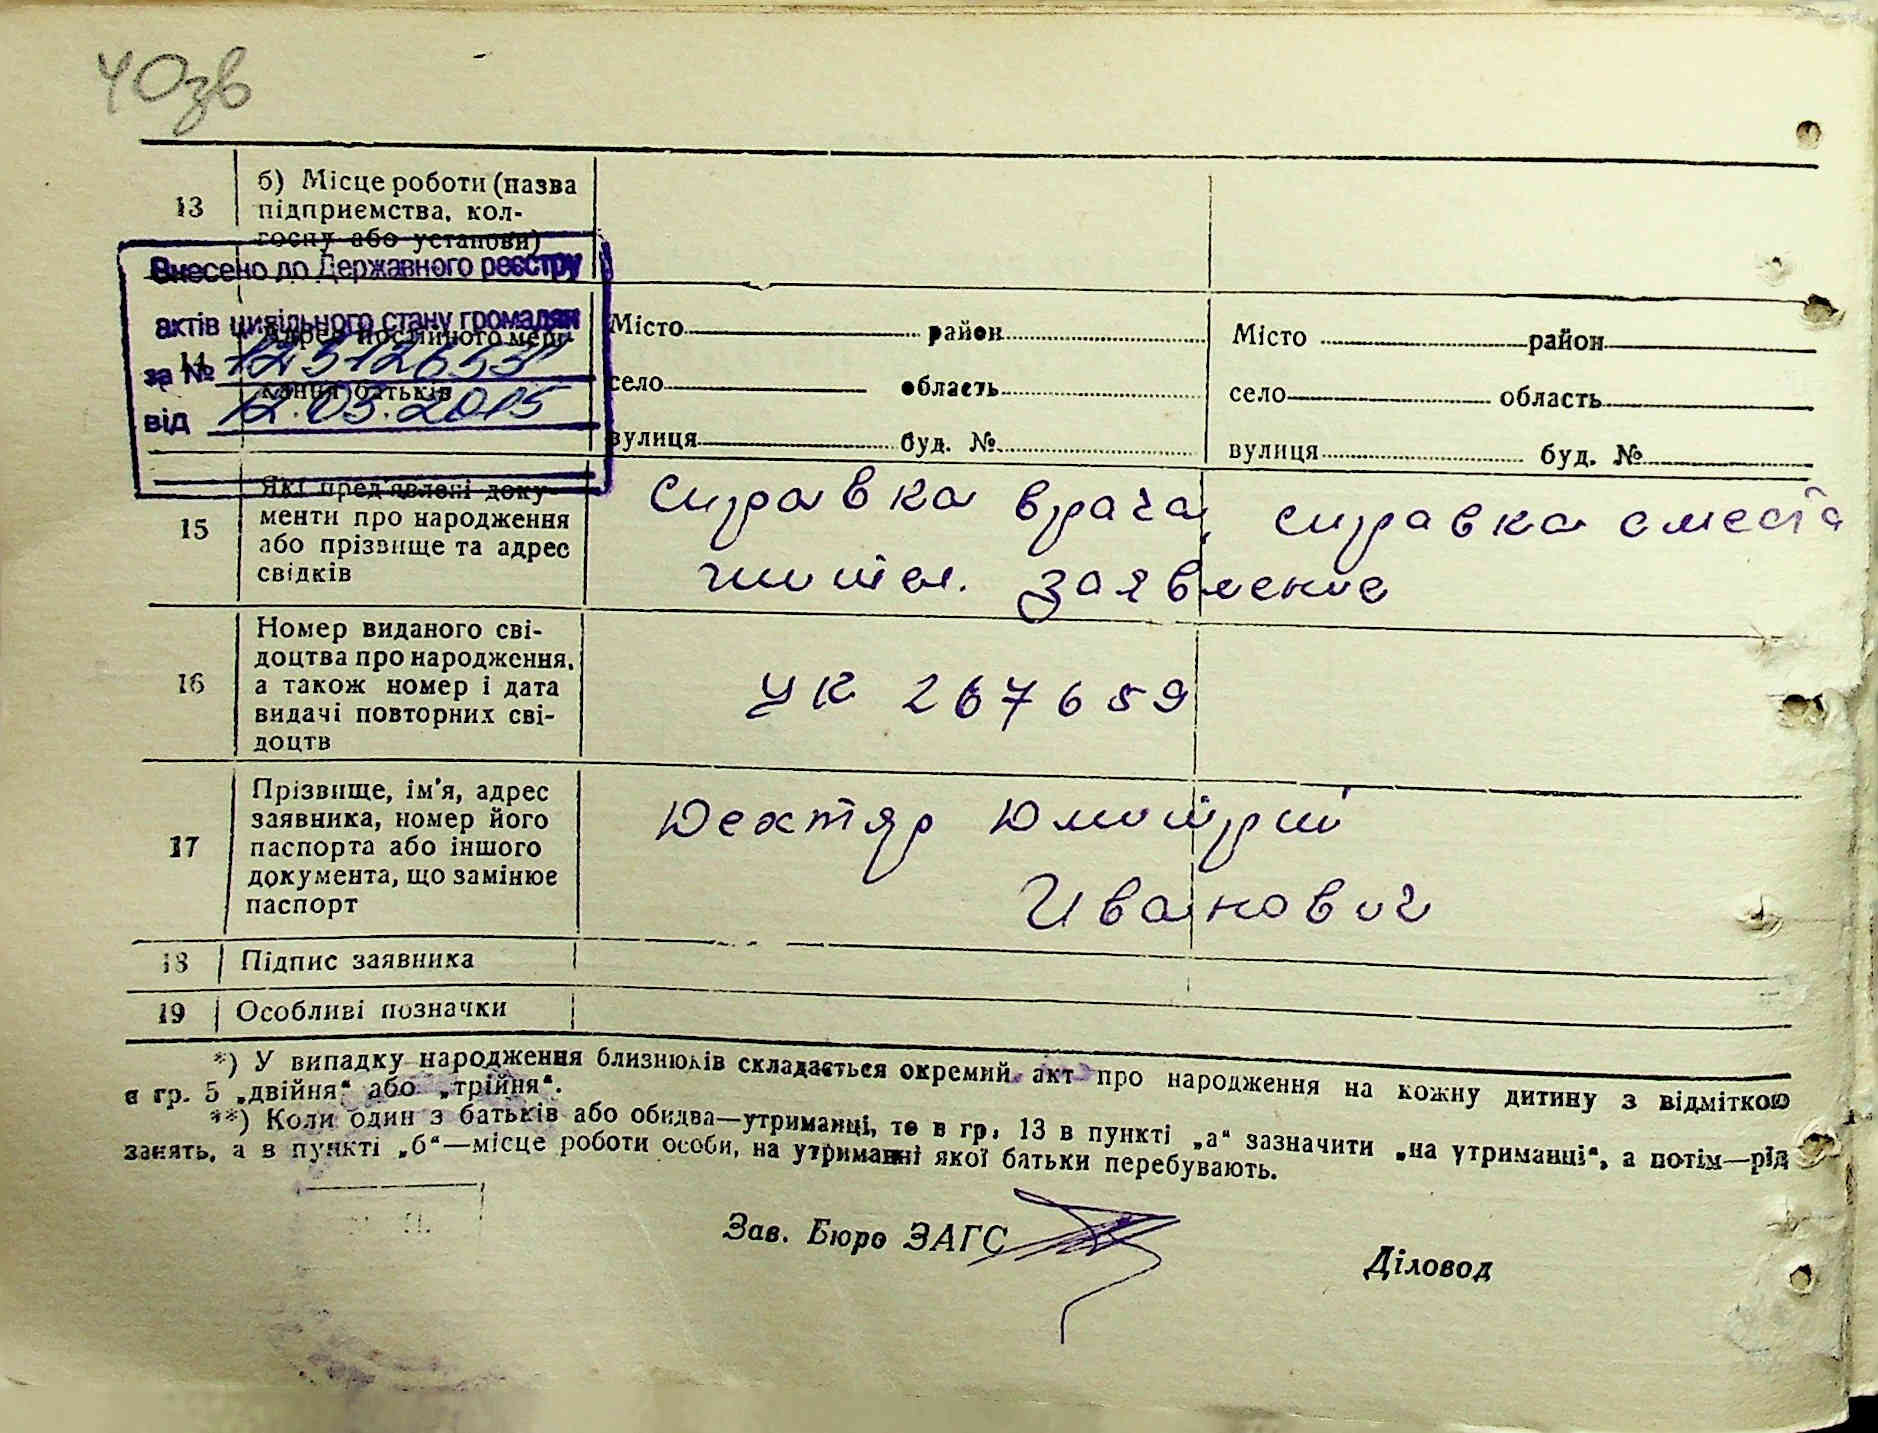 40зв
13
б) Місце роботи (назва
підприємства, кол-
госпу або установи)
Внесено до Державного реєстру
актів цивільного стану громадян
за №
від 12.03.2015
14
Адрес постійного меш-
кання батьків
Місто район
село область
вулиця буд. №
Місто район
село область
вулиця буд. №
15
Які пред'явлені доку-
менти про народження
або прізвище та адрес
свідків
справка врача, справка с места
жител. заявление
16
Номер виданого сві-
доцтва про народження,
а також номер і дата
видачі повторних сві-
доцтв
УК 267659
17
Прізвище, ім'я, адрес
заявника, номер його
паспорта або іншого
документа, що замінює
паспорт
Дехтяр Дмитрий
Иванович
18 Підпис заявника
19 Особливі позначки
*) У випадку народження близнюків складається окремий акт про народження на кожну дитину з відміткою
в гр. 5 „двійня“ або „трійня“.
**) Коли один з батьків або обидва—утриманці, то в гр. 13 в пункті „а“ зазначити „на утриманці“, а потім—рід
занять, а в пункті „б“—місце роботи особи, на утриманні якої батьки перебувають.
Зав. Бюро ЗАГС
Діловод